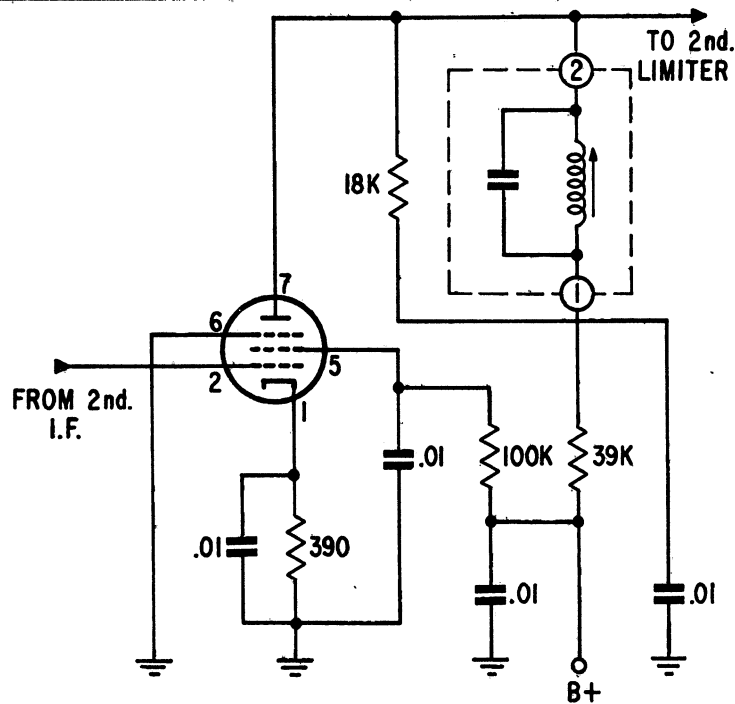 TO 2nd.
LIMITER
2
18K
1
7
6
5
2
1
FROM 2nd.
I.F.
.01
100K
39K
.01
390
.01
.01
B+